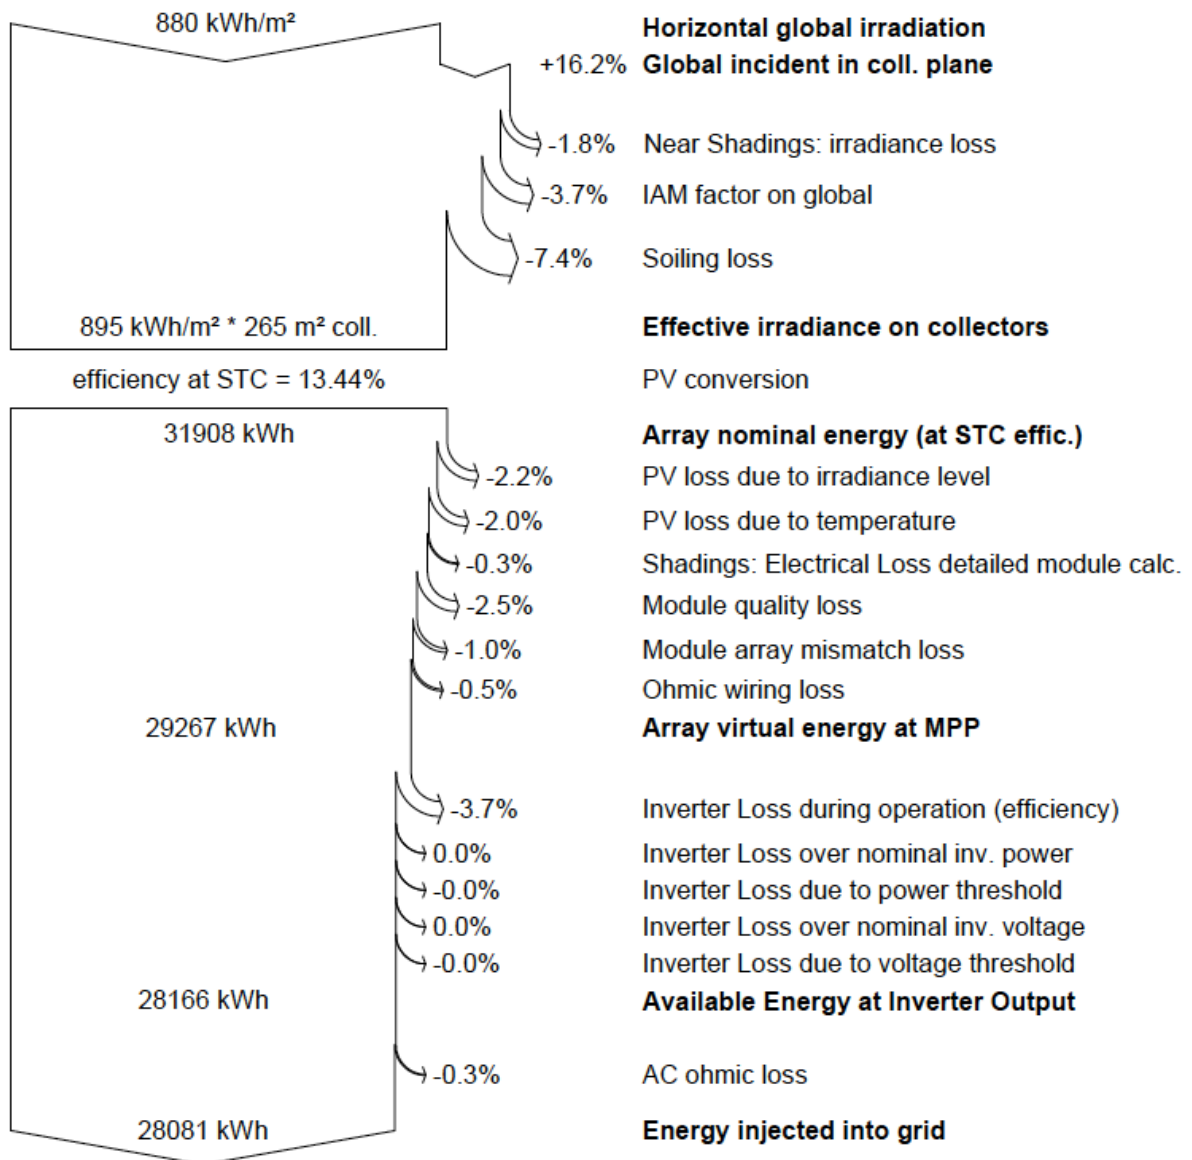 880 kWh/m²
Horizontal global irradiation
+16.2% Global incident in coll. plane
-1.8% Near Shadings: irradiance loss
-3.7% IAM factor on global
-7.4% Soiling loss
895 kWh/m² * 265 m² coll. Effective irradiance on collectors
efficiency at STC = 13.44% PV conversion
31908 kWh Array nominal energy (at STC effic.)
-2.2% PV loss due to irradiance level
-2.0% PV loss due to temperature
-0.3% Shadings: Electrical Loss detailed module calc.
-2.5% Module quality loss
-1.0% Module array mismatch loss
-0.5% Ohmic wiring loss
29267 kWh Array virtual energy at MPP
-3.7% Inverter Loss during operation (efficiency)
0.0% Inverter Loss over nominal inv. power
-0.0% Inverter Loss due to power threshold
0.0% Inverter Loss over nominal inv. voltage
-0.0% Inverter Loss due to voltage threshold
28166 kWh Available Energy at Inverter Output
-0.3% AC ohmic loss
28081 kWh Energy injected into grid